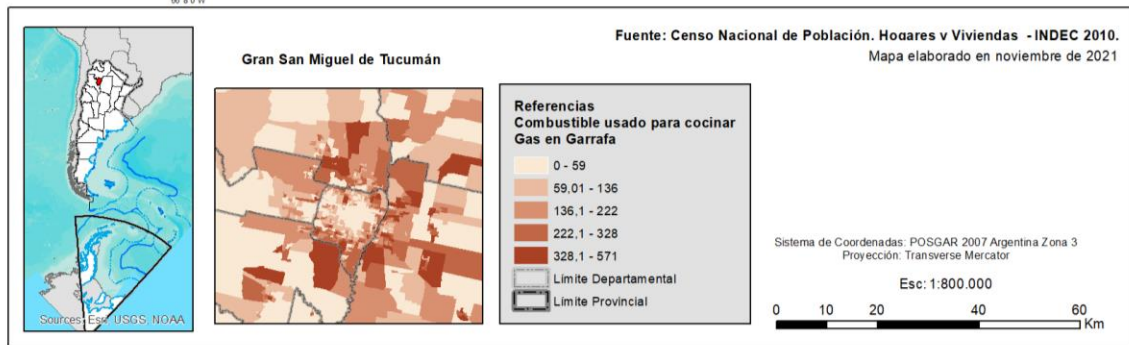 66°0'0"W
Fuente: Censo Nacional de Población. Hogares y Viviendas - INDEC 2010.
Mapa elaborado en noviembre de 2021
Gran San Miguel de Tucumán
Referencias
Combustible usado para cocinar
Gas en Garrafa
0 - 59
59,01 - 136
136,1 - 222
222,1 - 328
328,1 - 571
Límite Departamental
Límite Provincial
Sistema de Coordenadas: POSGAR 2007 Argentina Zona 3
Proyección: Transverse Mercator
Esc: 1:800.000
0 10 20 40 60
Km
Sources: Esri, USGS, NOAA